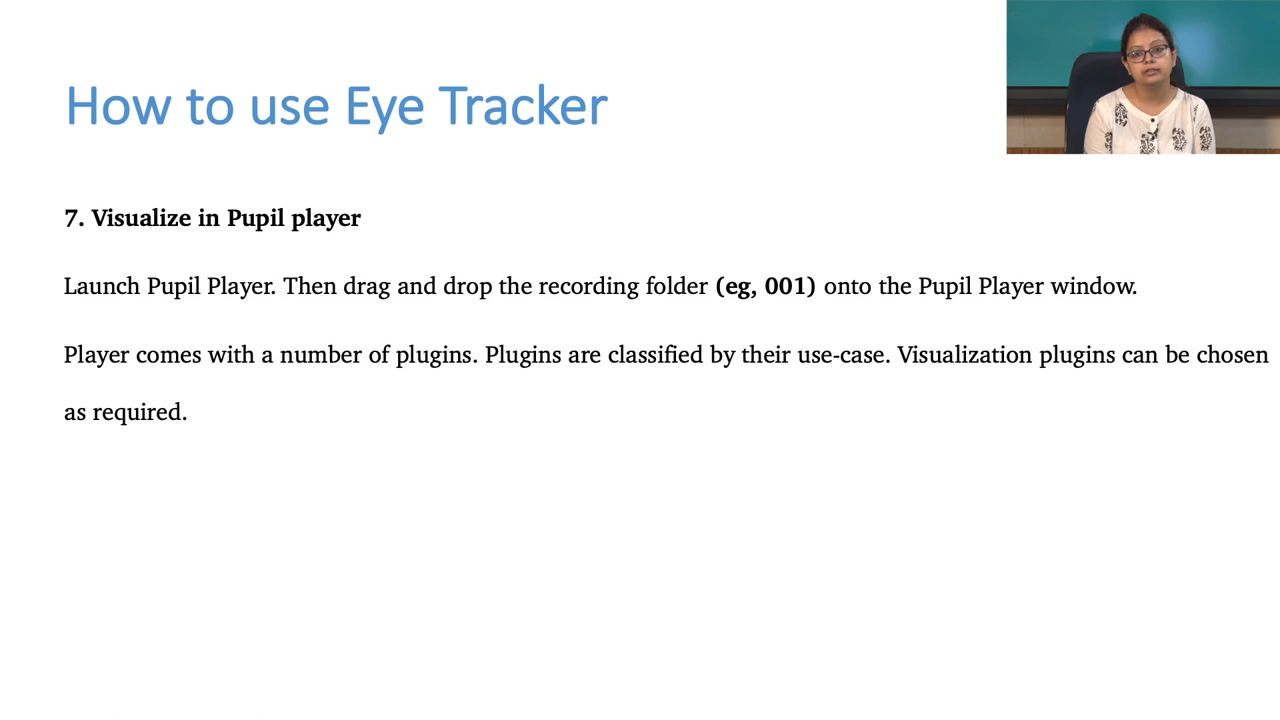 How to use Eye Tracker
7. Visualize in Pupil player
Launch Pupil Player. Then drag and drop the recording folder (eg, 001) onto the Pupil Player window.
Player comes with a number of plugins. Plugins are classified by their use-case. Visualization plugins can be chosen
as required.